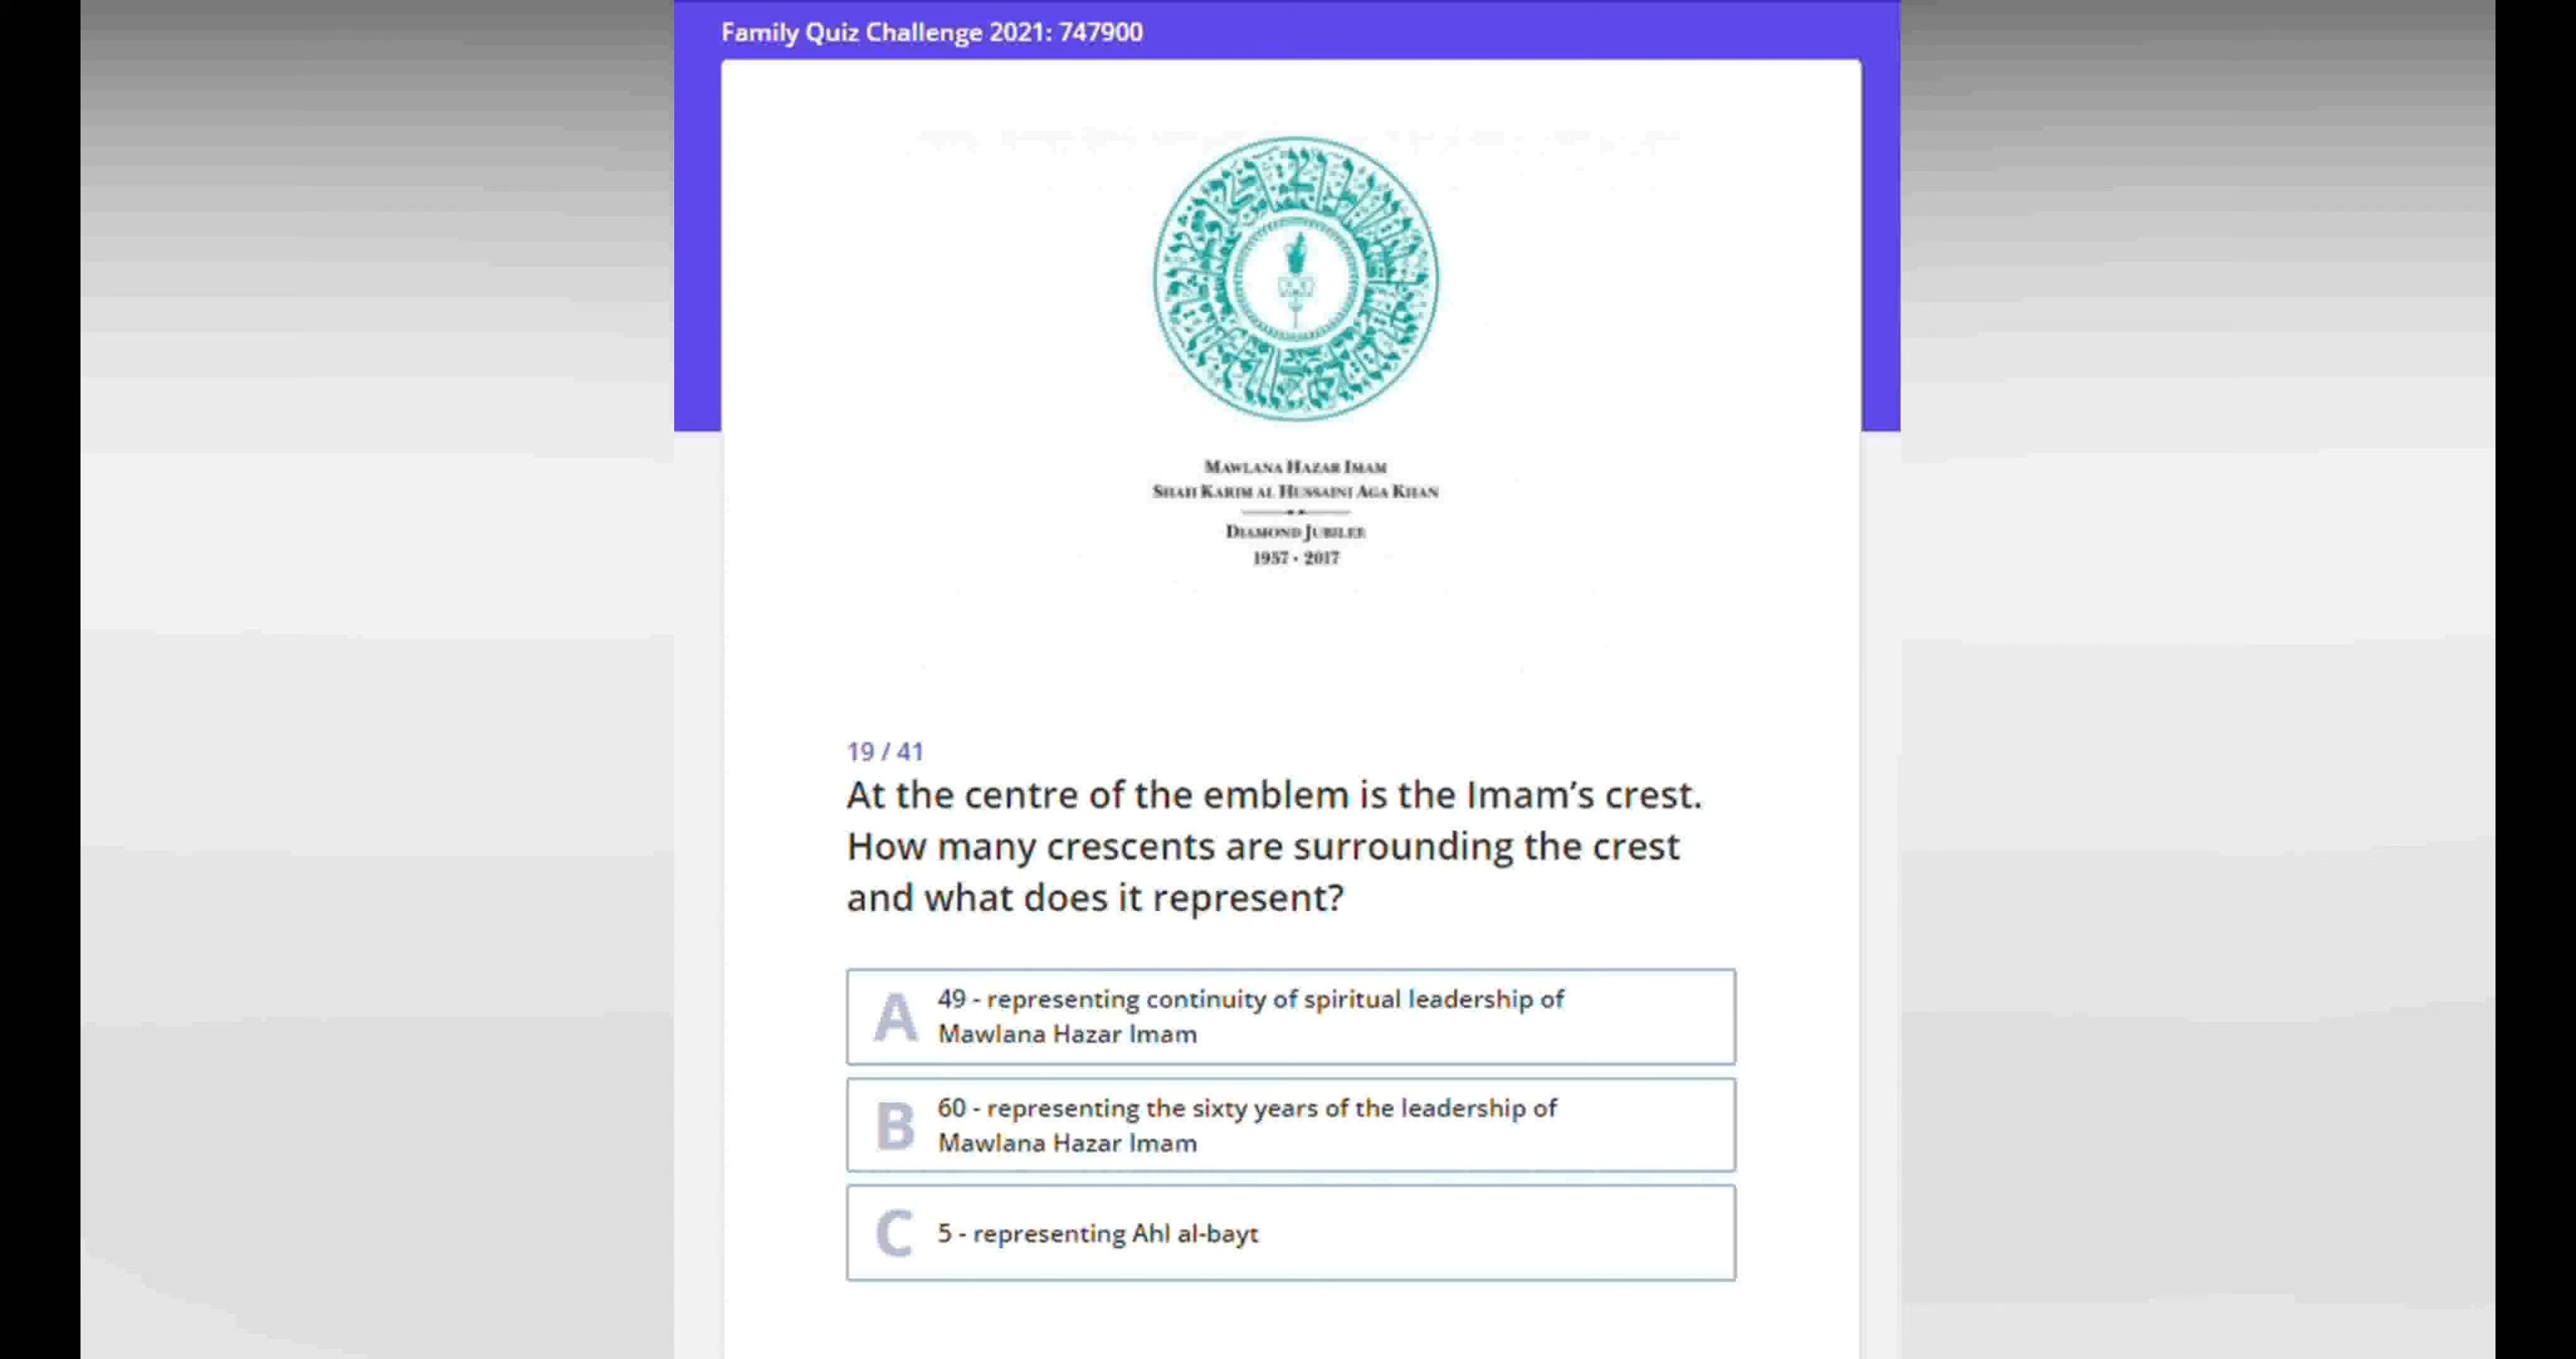 Family Quiz Challenge 2021: 747900
MAWLANA HAZAR IMAM
SHAH KARIM AL HUSSAINI AGA KHAN
DIAMOND JUBILEE
1957 · 2017
19 / 41
At the centre of the emblem is the Imam’s crest.
How many crescents are surrounding the crest
and what does it represent?
A
49 - representing continuity of spiritual leadership of
Mawlana Hazar Imam
B
60 - representing the sixty years of the leadership of
Mawlana Hazar Imam
C
5 - representing Ahl al-bayt